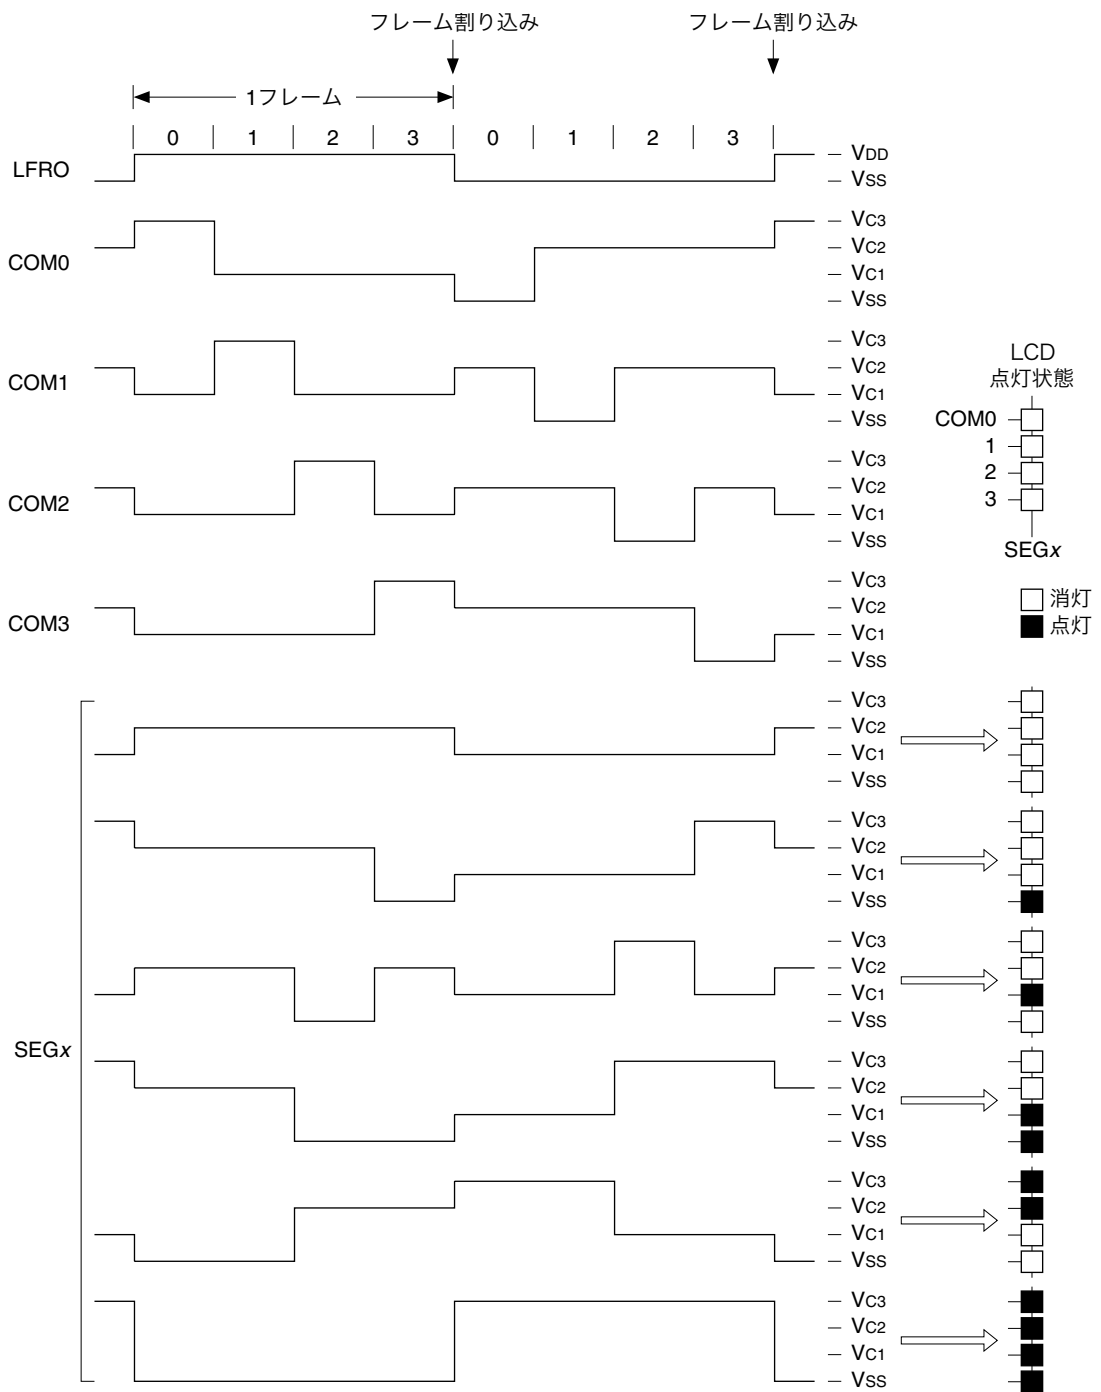 フレーム割り込み フレーム割り込み
1フレーム
0 1 2 3 0 1 2 3
LFRO
VDD
VSS
COM0
VC3
VC2
VC1
VSS
COM1
VC3
VC2
VC1
VSS
LCD
点灯状態
COM0
1
2
3
SEGx
消灯
点灯
COM2
VC3
VC2
VC1
VSS
COM3
VC3
VC2
VC1
VSS
SEGx
VC3
VC2
VC1
VSS
VC3
VC2
VC1
VSS
VC3
VC2
VC1
VSS
VC3
VC2
VC1
VSS
VC3
VC2
VC1
VSS
VC3
VC2
VC1
VSS